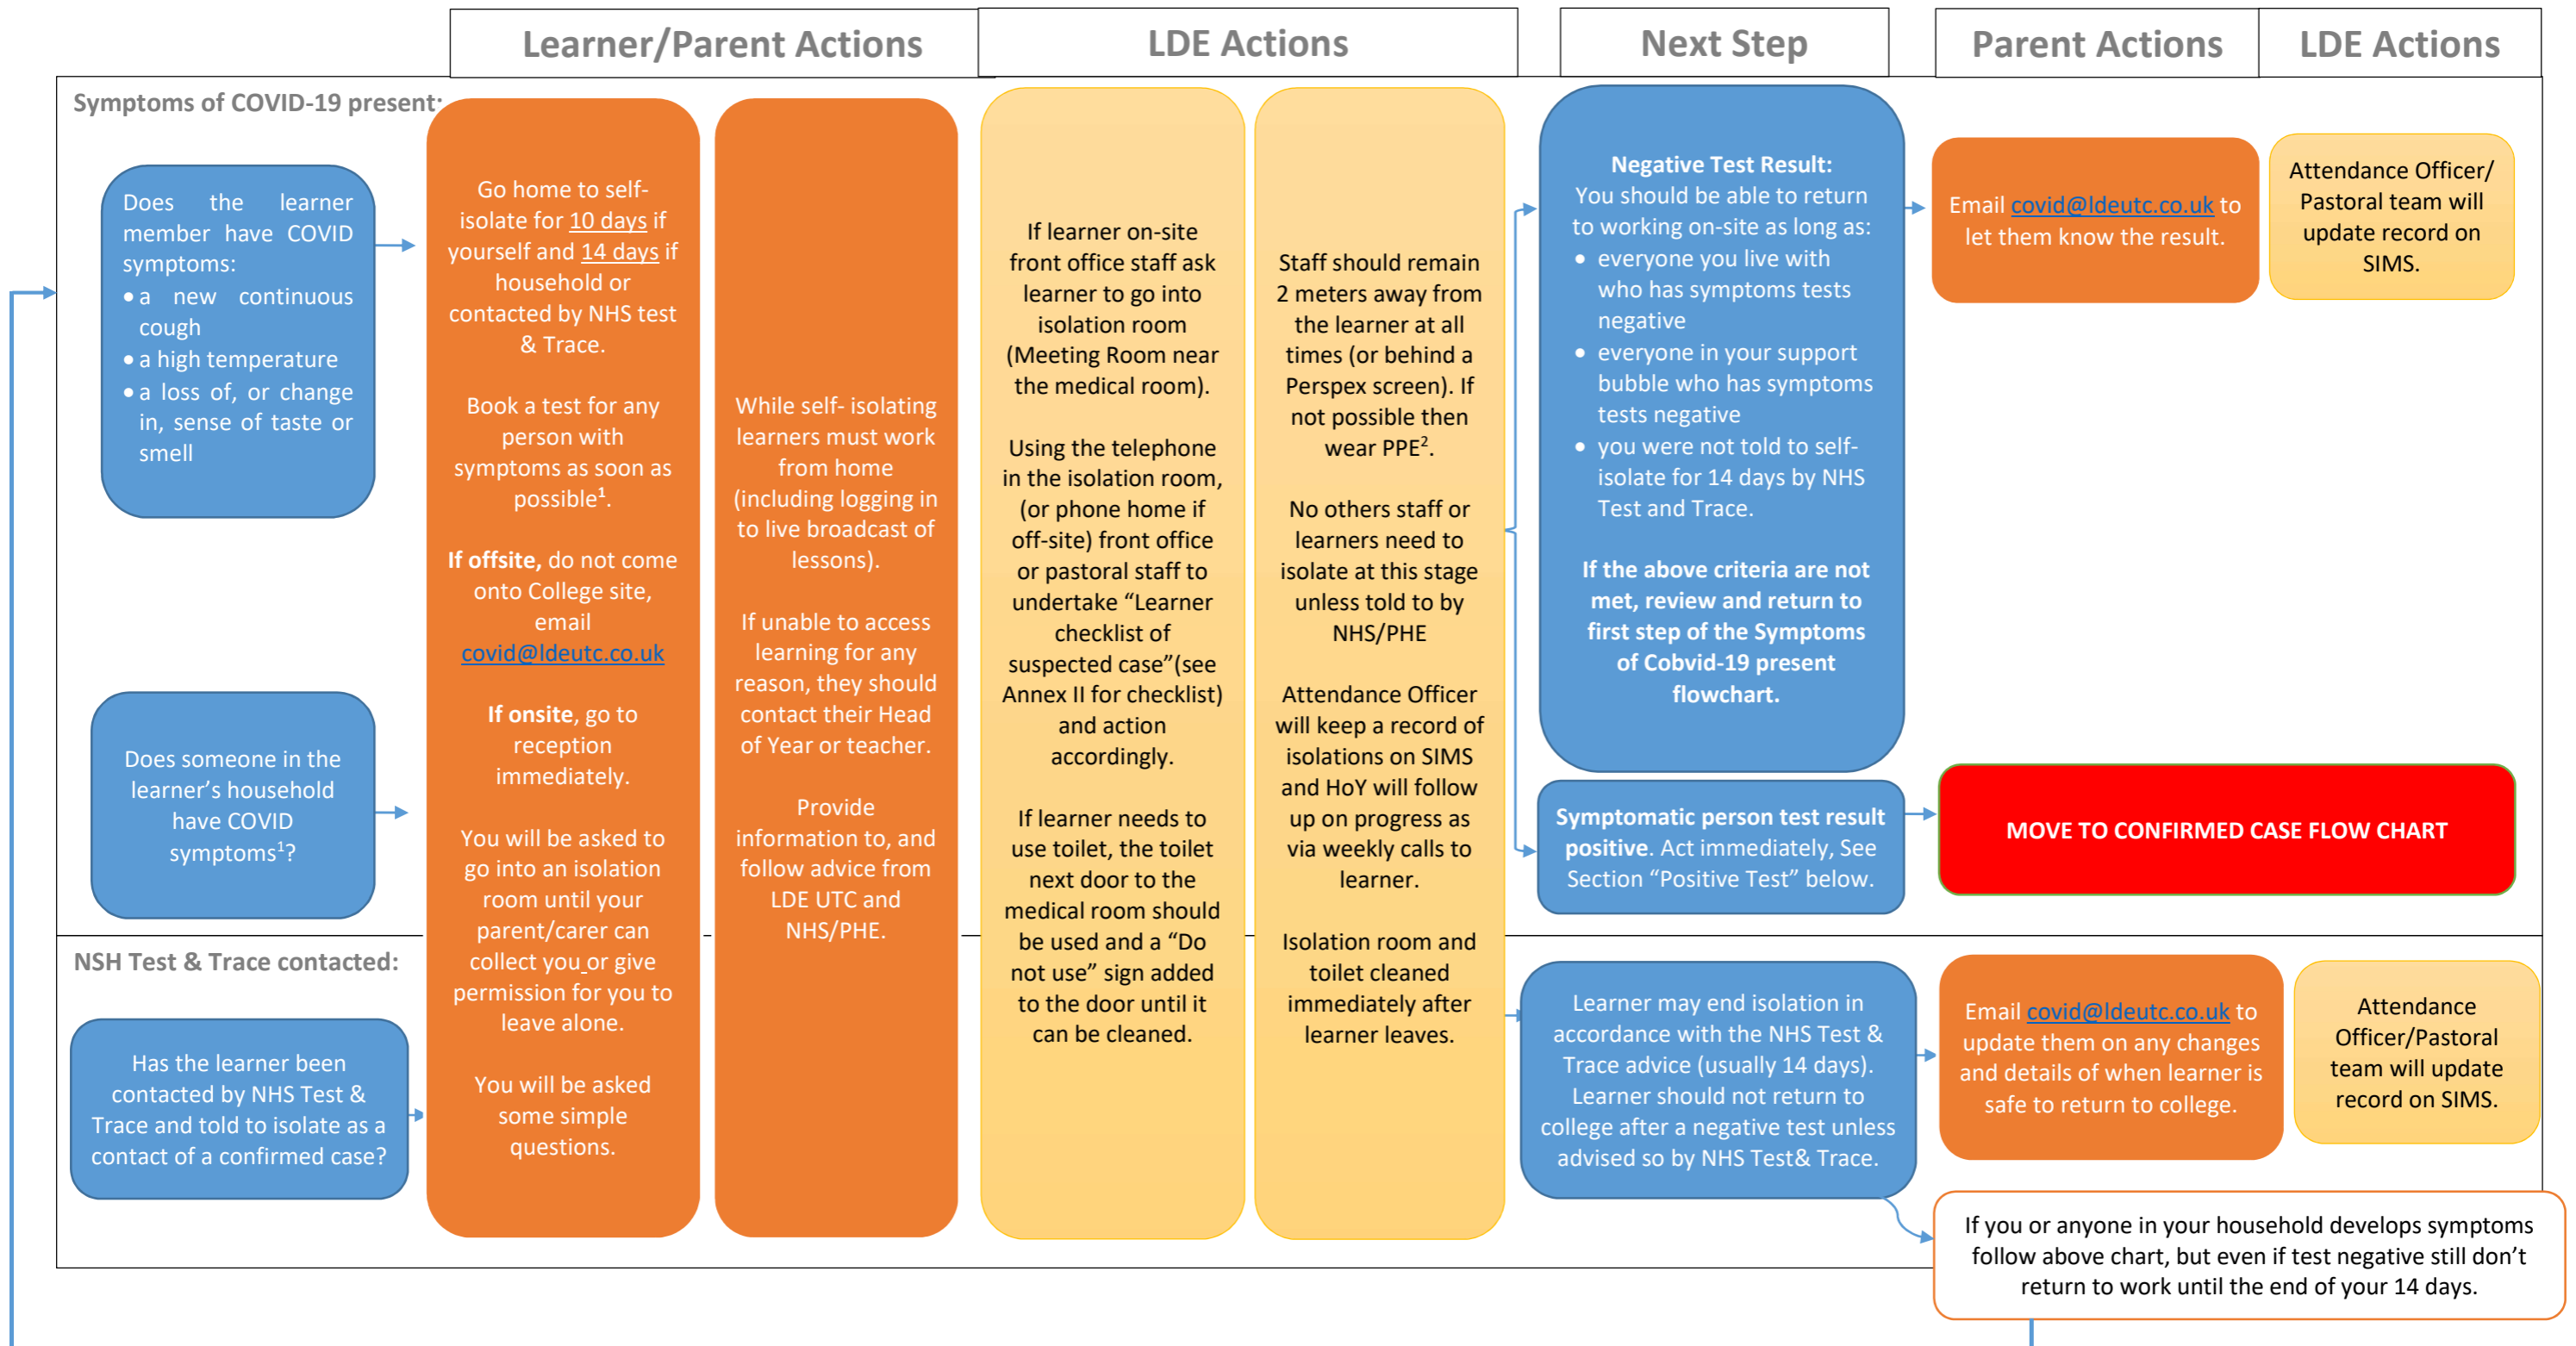 Learner/Parent Actions
LDE Actions
Next Step
Parent Actions
LDE Actions
Symptoms of COVID-19 present:
Does the learner
member have COVID
symptoms:
• a new continuous
cough
• a high temperature
• a loss of, or change
in, sense of taste or
smell
Does someone in the
learner’s household
have COVID
symptoms¹?
Go home to self-
isolate for 10 days if
yourself and 14 days if
household or
contacted by NHS test
& Trace.
Book a test for any
person with
symptoms as soon as
possible¹.
If offsite, do not come
onto College site,
email
covid@ldeutc.co.uk
If onsite, go to
reception
immediately.
You will be asked to
go into an isolation
room until your
parent/carer can
collect you or give
permission for you to
leave alone.
You will be asked
some simple
questions.
While self- isolating
learners must work
from home
(including logging in
to live broadcast of
lessons).
If unable to access
learning for any
reason, they should
contact their Head
of Year or teacher.
Provide
information to, and
follow advice from
LDE UTC and
NHS/PHE.
If learner on-site
front office staff ask
learner to go into
isolation room
(Meeting Room near
the medical room).
Using the telephone
in the isolation room,
(or phone home if
off-site) front office
or pastoral staff to
undertake “Learner
checklist of
suspected case”(see
Annex II for checklist)
and action
accordingly.
If learner needs to
use toilet, the toilet
next door to the
medical room should
be used and a “Do
not use” sign added
to the door until it
can be cleaned.
Staff should remain
2 meters away from
the learner at all
times (or behind a
Perspex screen). If
not possible then
wear PPE².
No others staff or
learners need to
isolate at this stage
unless told to by
NHS/PHE
Attendance Officer
will keep a record of
isolations on SIMS
and HoY will follow
up on progress as
via weekly calls to
learner.
Isolation room and
toilet cleaned
immediately after
learner leaves.
Negative Test Result:
You should be able to return
to working on-site as long as:
• everyone you live with
who has symptoms tests
negative
• everyone in your support
bubble who has symptoms
tests negative
• you were not told to self-
isolate for 14 days by NHS
Test and Trace.
If the above criteria are not
met, review and return to
first step of the Symptoms
of Cobvid-19 present
flowchart.
Email covid@ldeutc.co.uk to
let them know the result.
Attendance Officer/
Pastoral team will
update record on
SIMS.
Symptomatic person test result
positive. Act immediately, See
Section “Positive Test” below.
MOVE TO CONFIRMED CASE FLOW CHART
NSH Test & Trace contacted:
Has the learner been
contacted by NHS Test &
Trace and told to isolate as a
contact of a confirmed case?
Learner may end isolation in
accordance with the NHS Test &
Trace advice (usually 14 days).
Learner should not return to
college after a negative test unless
advised so by NHS Test& Trace.
Email covid@ldeutc.co.uk to
update them on any changes
and details of when learner is
safe to return to college.
Attendance
Officer/Pastoral
team will update
record on SIMS.
If you or anyone in your household develops symptoms
follow above chart, but even if test negative still don’t
return to work until the end of your 14 days.